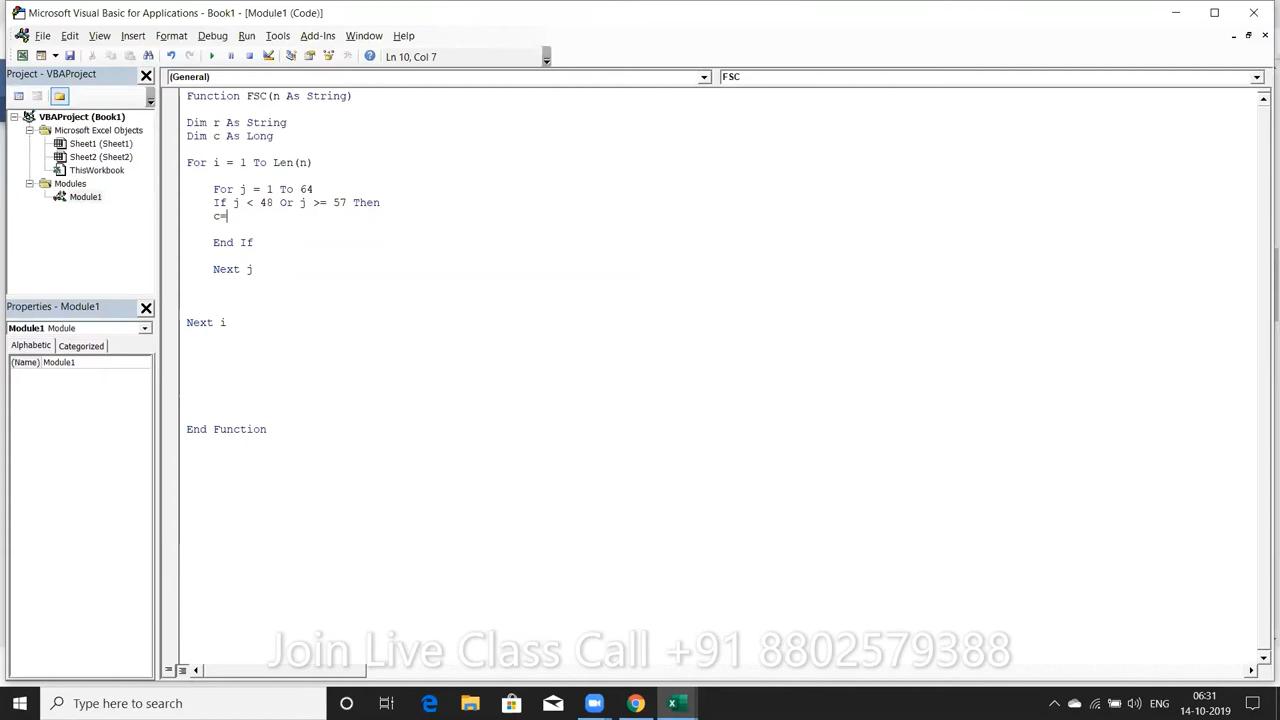 Microsoft Visual Basic for Applications - Book1 - [Module1 (Code)]
File Edit View Insert Format Debug Run Tools Add-Ins Window Help
Ln 10, Col 7
Project - VBAProject
(General)
FSC
VBAProject (Book1)
Microsoft Excel Objects
Sheet1 (Sheet1)
Sheet2 (Sheet2)
ThisWorkbook
Modules
Module1
Properties - Module1
Module1 Module
Alphabetic Categorized
(Name) Module1
Function FSC(n As String)
Dim r As String
Dim c As Long
For i = 1 To Len(n)
For j = 1 To 64
If j < 48 Or j >= 57 Then
c=
End If
Next j
Next i
End Function
Join Live Class Call +91 8802579388
Type here to search
ENG
06:31
14-10-2019